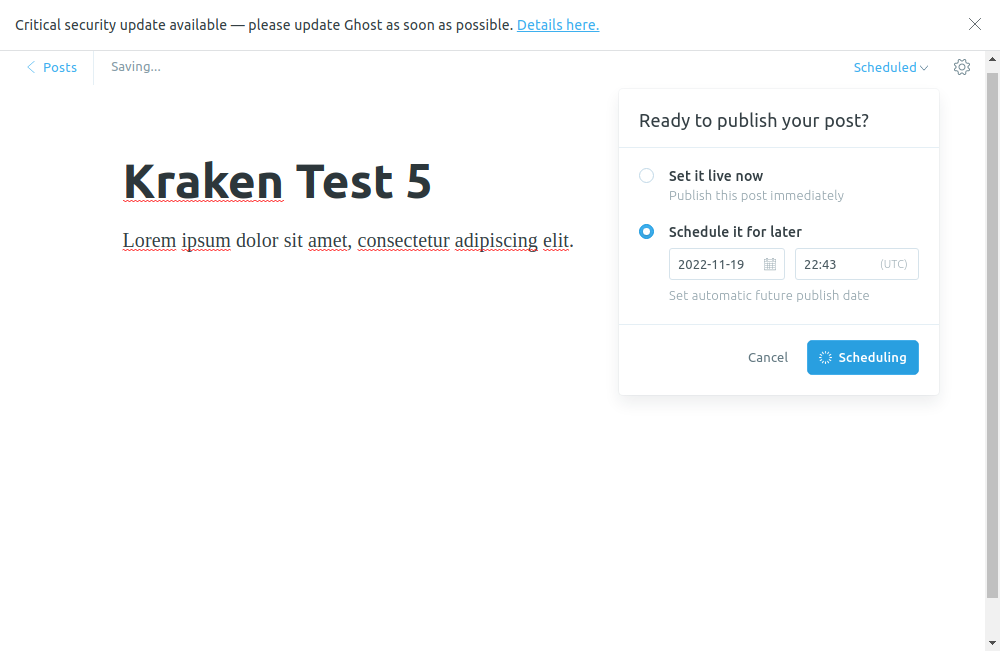 Critical security update available — please update Ghost as soon as possible. Details here.
Posts
Saving...
Scheduled
Ready to publish your post?
Kraken Test 5
Set it live now
Publish this post immediately
Lorem ipsum dolor sit amet, consectetur adipiscing elit.
Schedule it for later
2022-11-19
22:43 (UTC)
Set automatic future publish date
Cancel
Scheduling